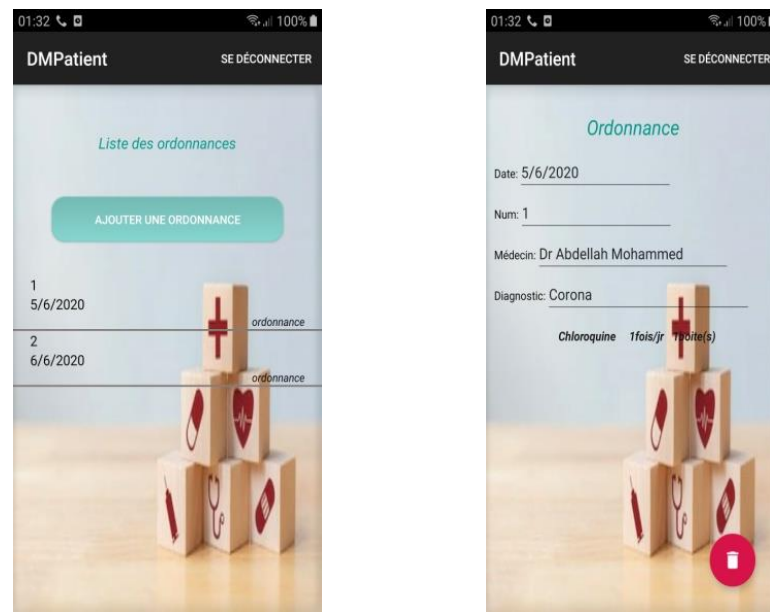 01:32 100%
DMPatient SE DÉCONNECTER
Liste des ordonnances
AJOUTER UNE ORDONNANCE
1
5/6/2020
ordonnance
2
6/6/2020
ordonnance
01:32 100%
DMPatient SE DÉCONNECTER
Ordonnance
Date: 5/6/2020
Num: 1
Médecin: Dr Abdellah Mohammed
Diagnostic: Corona
Chloroquine 1fois/jr 1boite(s)